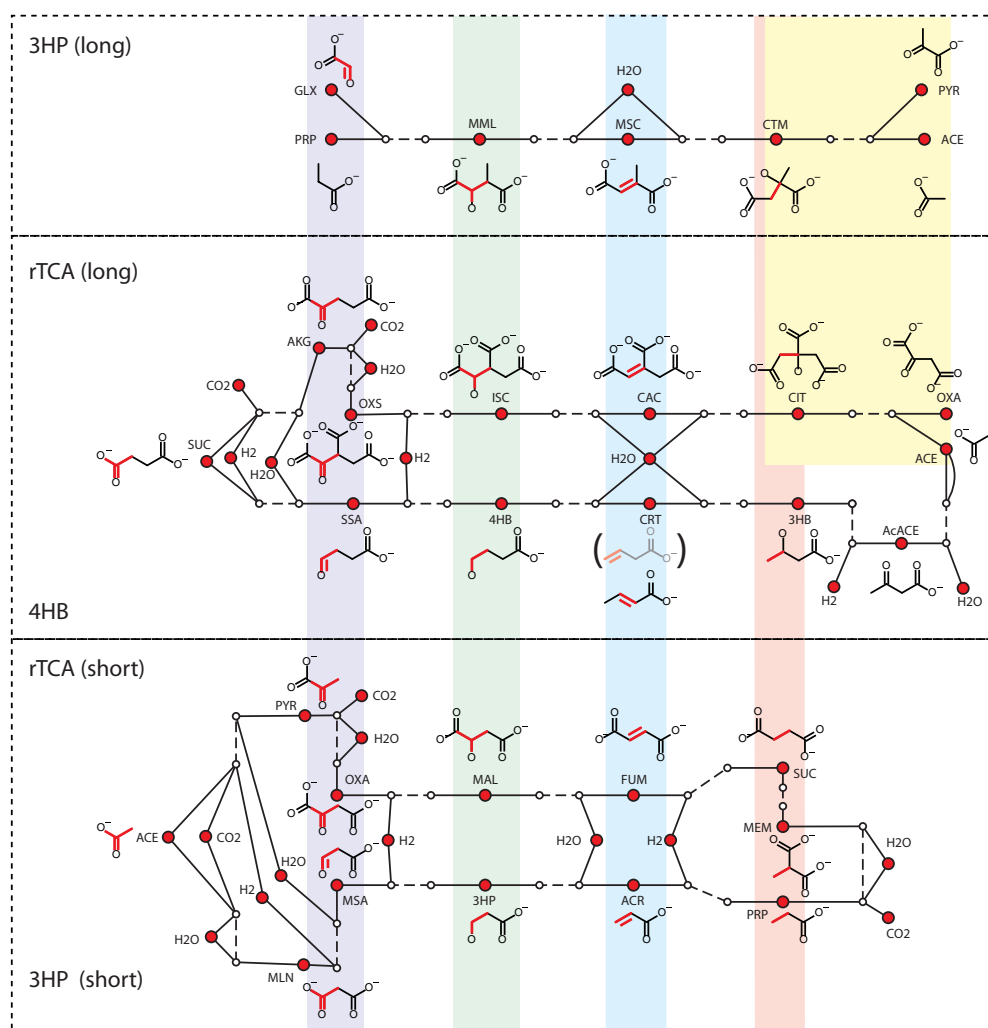 3HP (long)
GLX
H2O
PYR
PRP
MML
MSC
CTM
ACE
rTCA (long)
CO2
AKG
H2O
CO2
OXS
ISC
CAC
CIT
OXA
SUC
H2
H2O
H2
H2O
ACE
SSA
4HB
CRT
3HB
AcACE
( )
H2
H2O
4HB
rTCA (short)
PYR
CO2
H2O
OXA
MAL
FUM
SUC
MEM
ACE
CO2
H2O
H2
H2O
H2
H2O
H2
MSA
3HP
ACR
PRP
CO2
H2O
MLN
3HP (short)